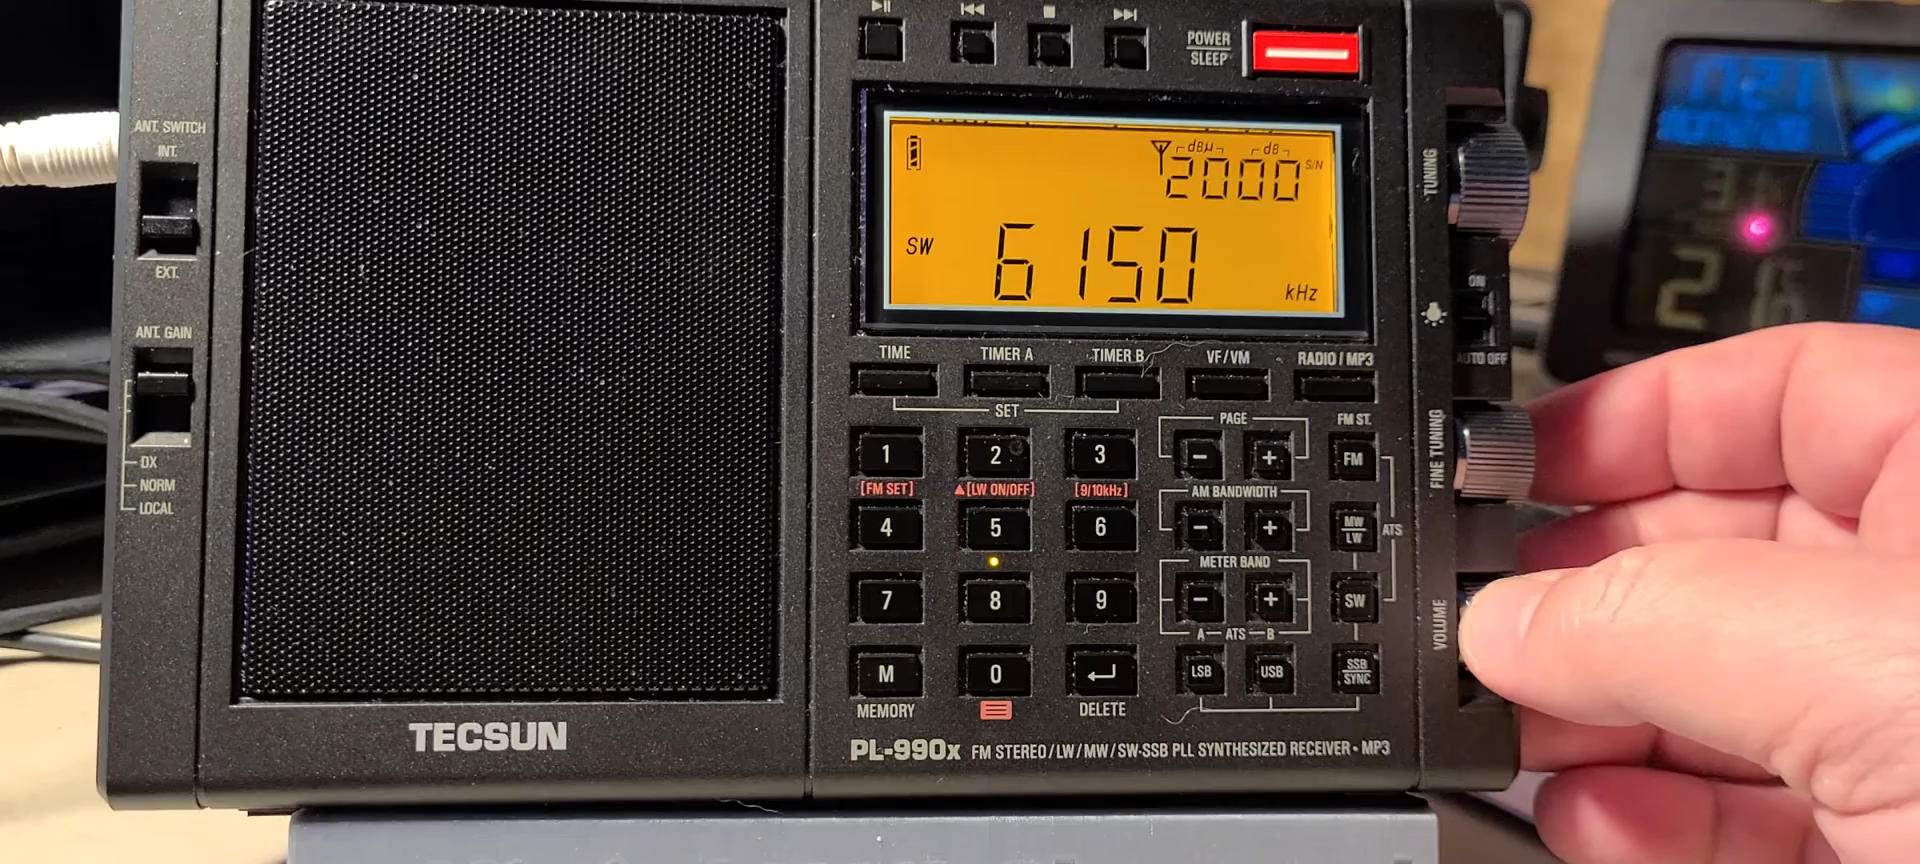 POWER
SLEEP
ANT. SWITCH
INT.
EXT.
ANT. GAIN
DX
NORM
LOCAL
dBμ dB
2000 S/N
SW 6150 kHz
TUNING
ON
AUTO OFF
FINE TUNING
VOLUME
TIME TIMER A TIMER B VF/VM RADIO / MP3
SET
PAGE FM ST.
1 2 3 - + FM
[FM SET] ▲[LW ON/OFF] [9/10kHz] AM BANDWIDTH
4 5 6 - + MW LW ATS
METER BAND
7 8 9 - + SW
A ATS B
M 0 LSB USB SSB SYNC
MEMORY DELETE
TECSUN
PL-990x FM STEREO/LW/MW/SW-SSB PLL SYNTHESIZED RECEIVER • MP3